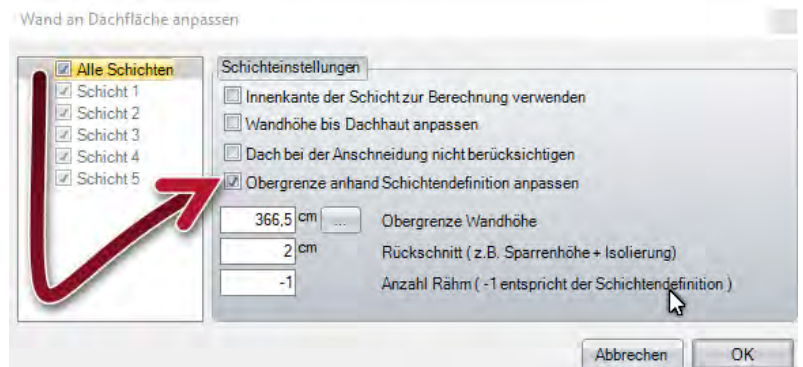 Wand an Dachfläche anpassen
Alle Schichten
Schicht 1
Schicht 2
Schicht 3
Schicht 4
Schicht 5
Schichteinstellungen
Innenkante der Schicht zur Berechnung verwenden
Wandhöhe bis Dachhaut anpassen
Dach bei der Anschneidung nicht berücksichtigen
Obergrenze anhand Schichtendefinition anpassen
366,5 cm ... Obergrenze Wandhöhe
2 cm Rückschnitt ( z.B. Sparrenhöhe + Isolierung)
-1 Anzahl Rähm ( -1 entspricht der Schichtendefinition )
Abbrechen OK